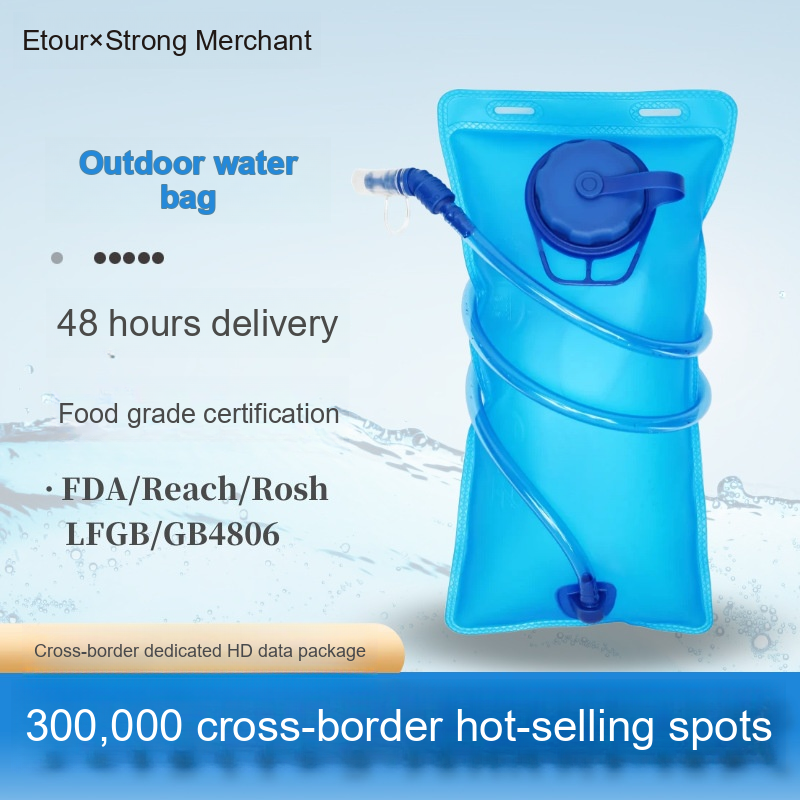 Etour×Strong Merchant
Outdoor water
bag
48 hours delivery
Food grade certification
· FDA/Reach/Rosh
LFGB/GB4806
Cross-border dedicated HD data package
300,000 cross-border hot-selling spots